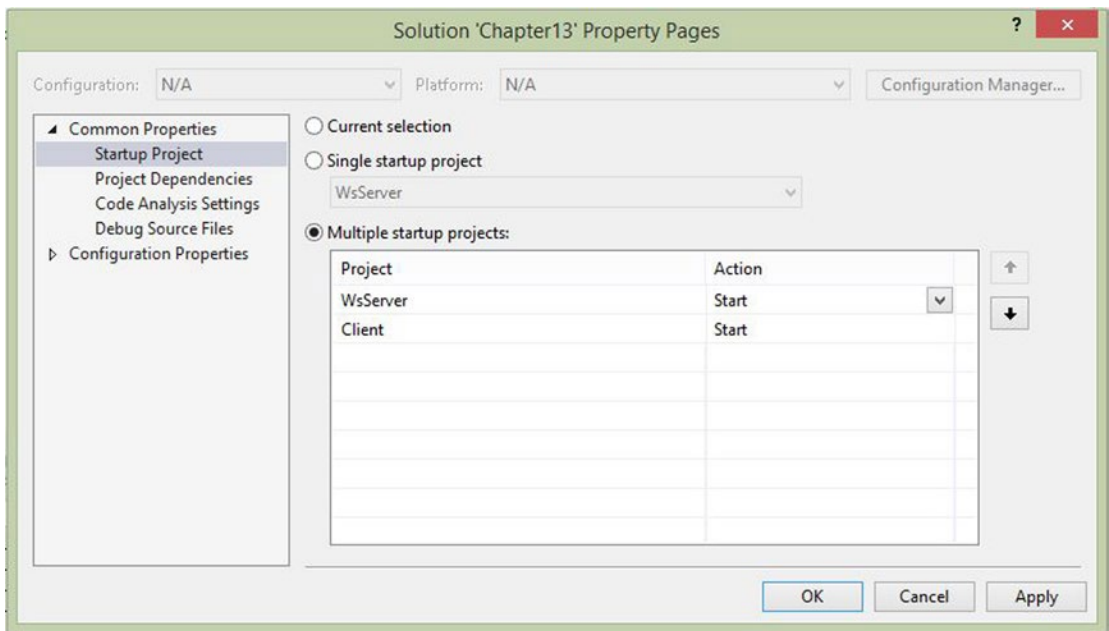 Solution 'Chapter13' Property Pages
?
Configuration: N/A Platform: N/A Configuration Manager...
Common Properties
Startup Project
Project Dependencies
Code Analysis Settings
Debug Source Files
Configuration Properties
Current selection
Single startup project
WsServer
Multiple startup projects:
Project Action
WsServer Start
Client Start
OK Cancel Apply